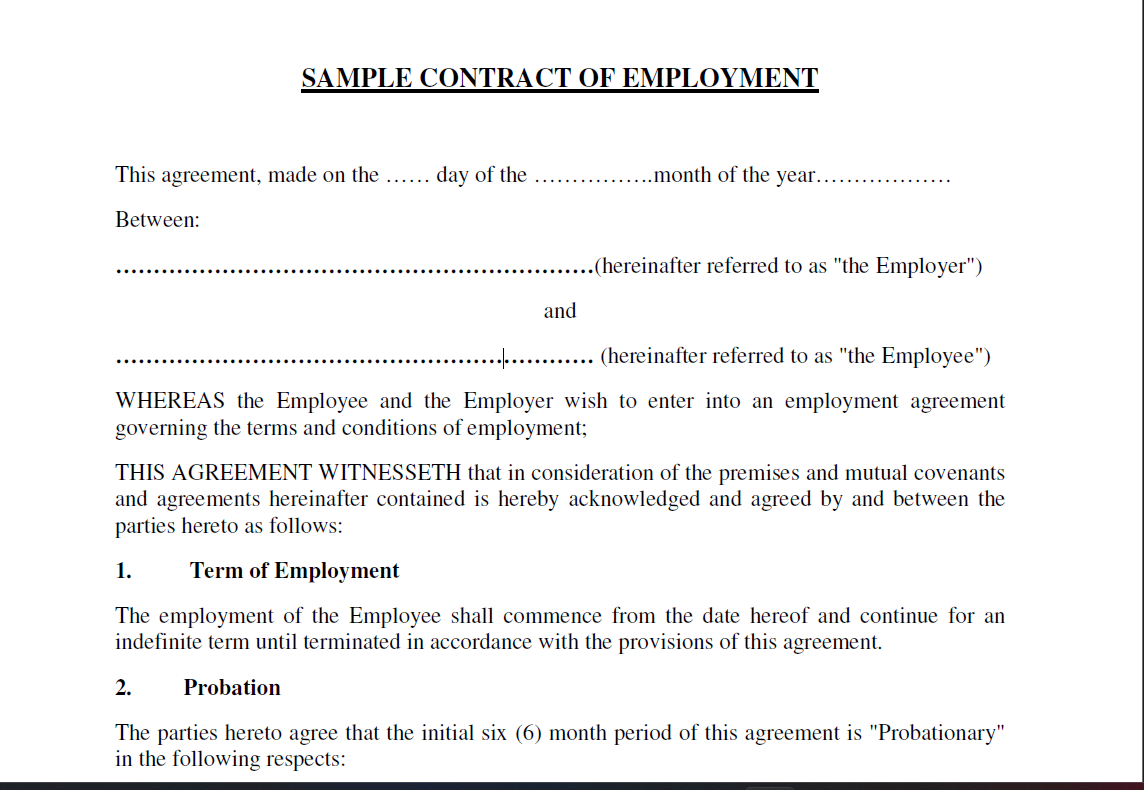 SAMPLE CONTRACT OF EMPLOYMENT
This agreement, made on the …… day of the ……………..month of the year………………
Between:
………………………………………………………(hereinafter referred to as "the Employer")
and
……………………………………………………… (hereinafter referred to as "the Employee")
WHEREAS the Employee and the Employer wish to enter into an employment agreement
governing the terms and conditions of employment;
THIS AGREEMENT WITNESSETH that in consideration of the premises and mutual covenants
and agreements hereinafter contained is hereby acknowledged and agreed by and between the
parties hereto as follows:
1. Term of Employment
The employment of the Employee shall commence from the date hereof and continue for an
indefinite term until terminated in accordance with the provisions of this agreement.
2. Probation
The parties hereto agree that the initial six (6) month period of this agreement is "Probationary"
in the following respects: